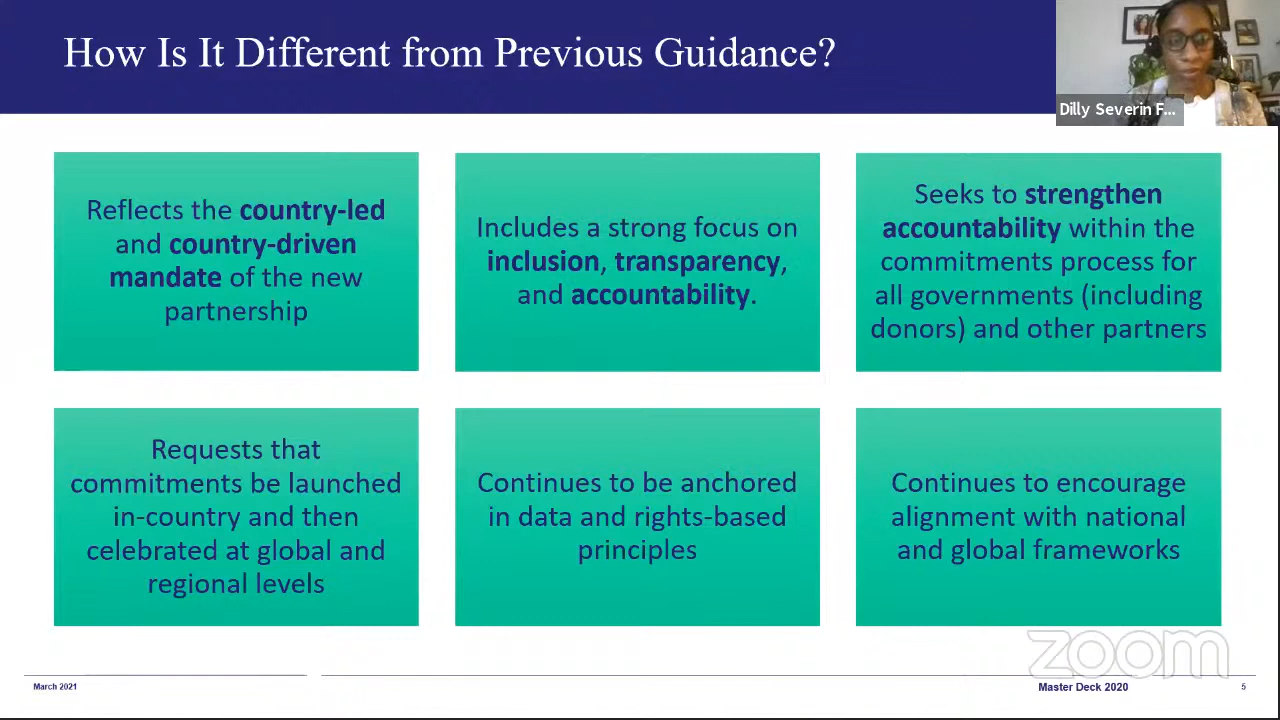 How Is It Different from Previous Guidance?
Dilly Severin F...
Reflects the country-led
and country-driven
mandate of the new
partnership
Includes a strong focus on
inclusion, transparency,
and accountability.
Seeks to strengthen
accountability within the
commitments process for
all governments (including
donors) and other partners
Requests that
commitments be launched
in-country and then
celebrated at global and
regional levels
Continues to be anchored
in data and rights-based
principles
Continues to encourage
alignment with national
and global frameworks
zoom
March 2021
Master Deck 2020
5